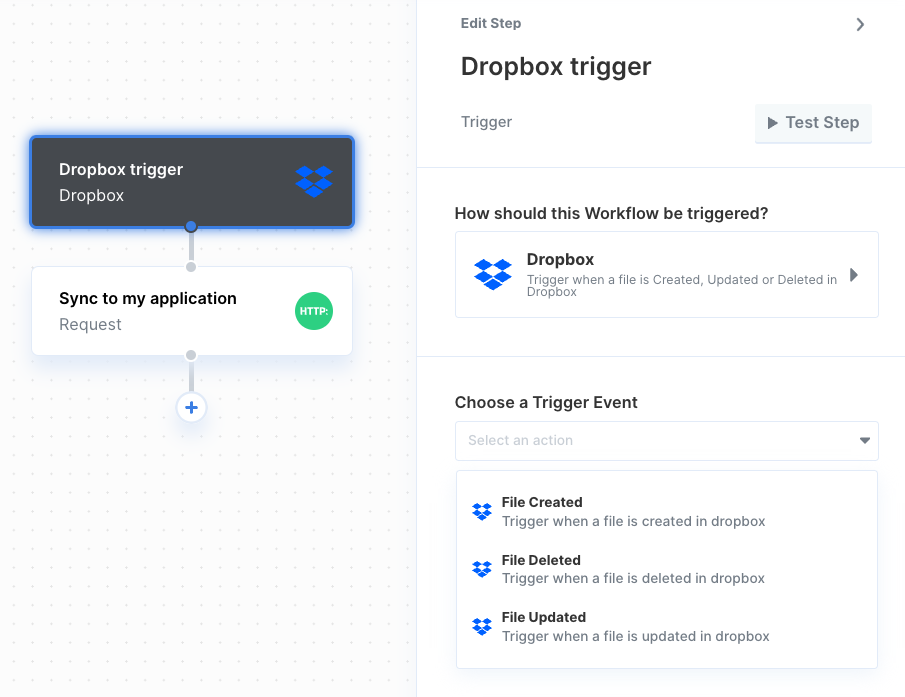 Dropbox trigger
Dropbox
Sync to my application
Request
HTTP:
Edit Step
Dropbox trigger
Trigger
Test Step
How should this Workflow be triggered?
Dropbox
Trigger when a file is Created, Updated or Deleted in
Dropbox
Choose a Trigger Event
Select an action
File Created
Trigger when a file is created in dropbox
File Deleted
Trigger when a file is deleted in dropbox
File Updated
Trigger when a file is updated in dropbox